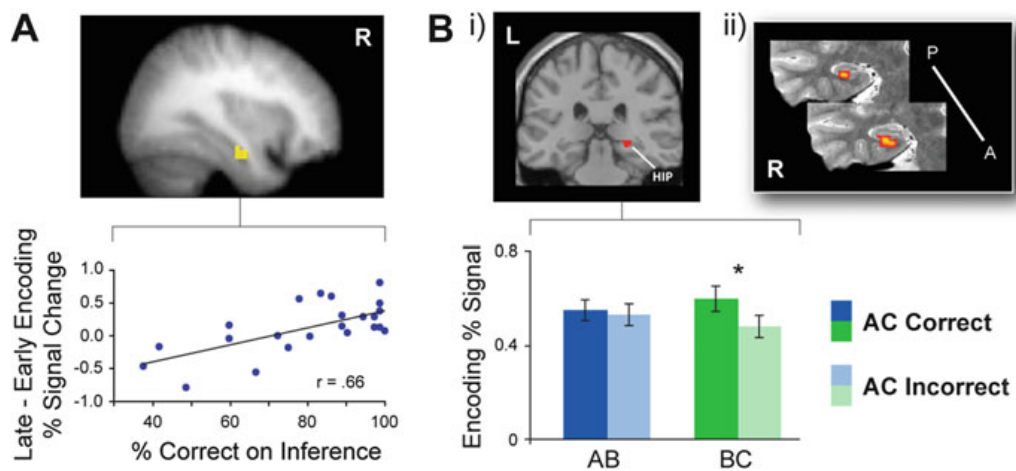 A
R
B
i)
L
HIP
ii)
P
A
R
Late - Early Encoding
% Signal Change
1.0
0.5
0.0
-0.5
-1.0
r = .66
40
60
80
100
% Correct on Inference
Encoding % Signal
0.8
0.4
0
*
AB
BC
AC Correct
AC Incorrect